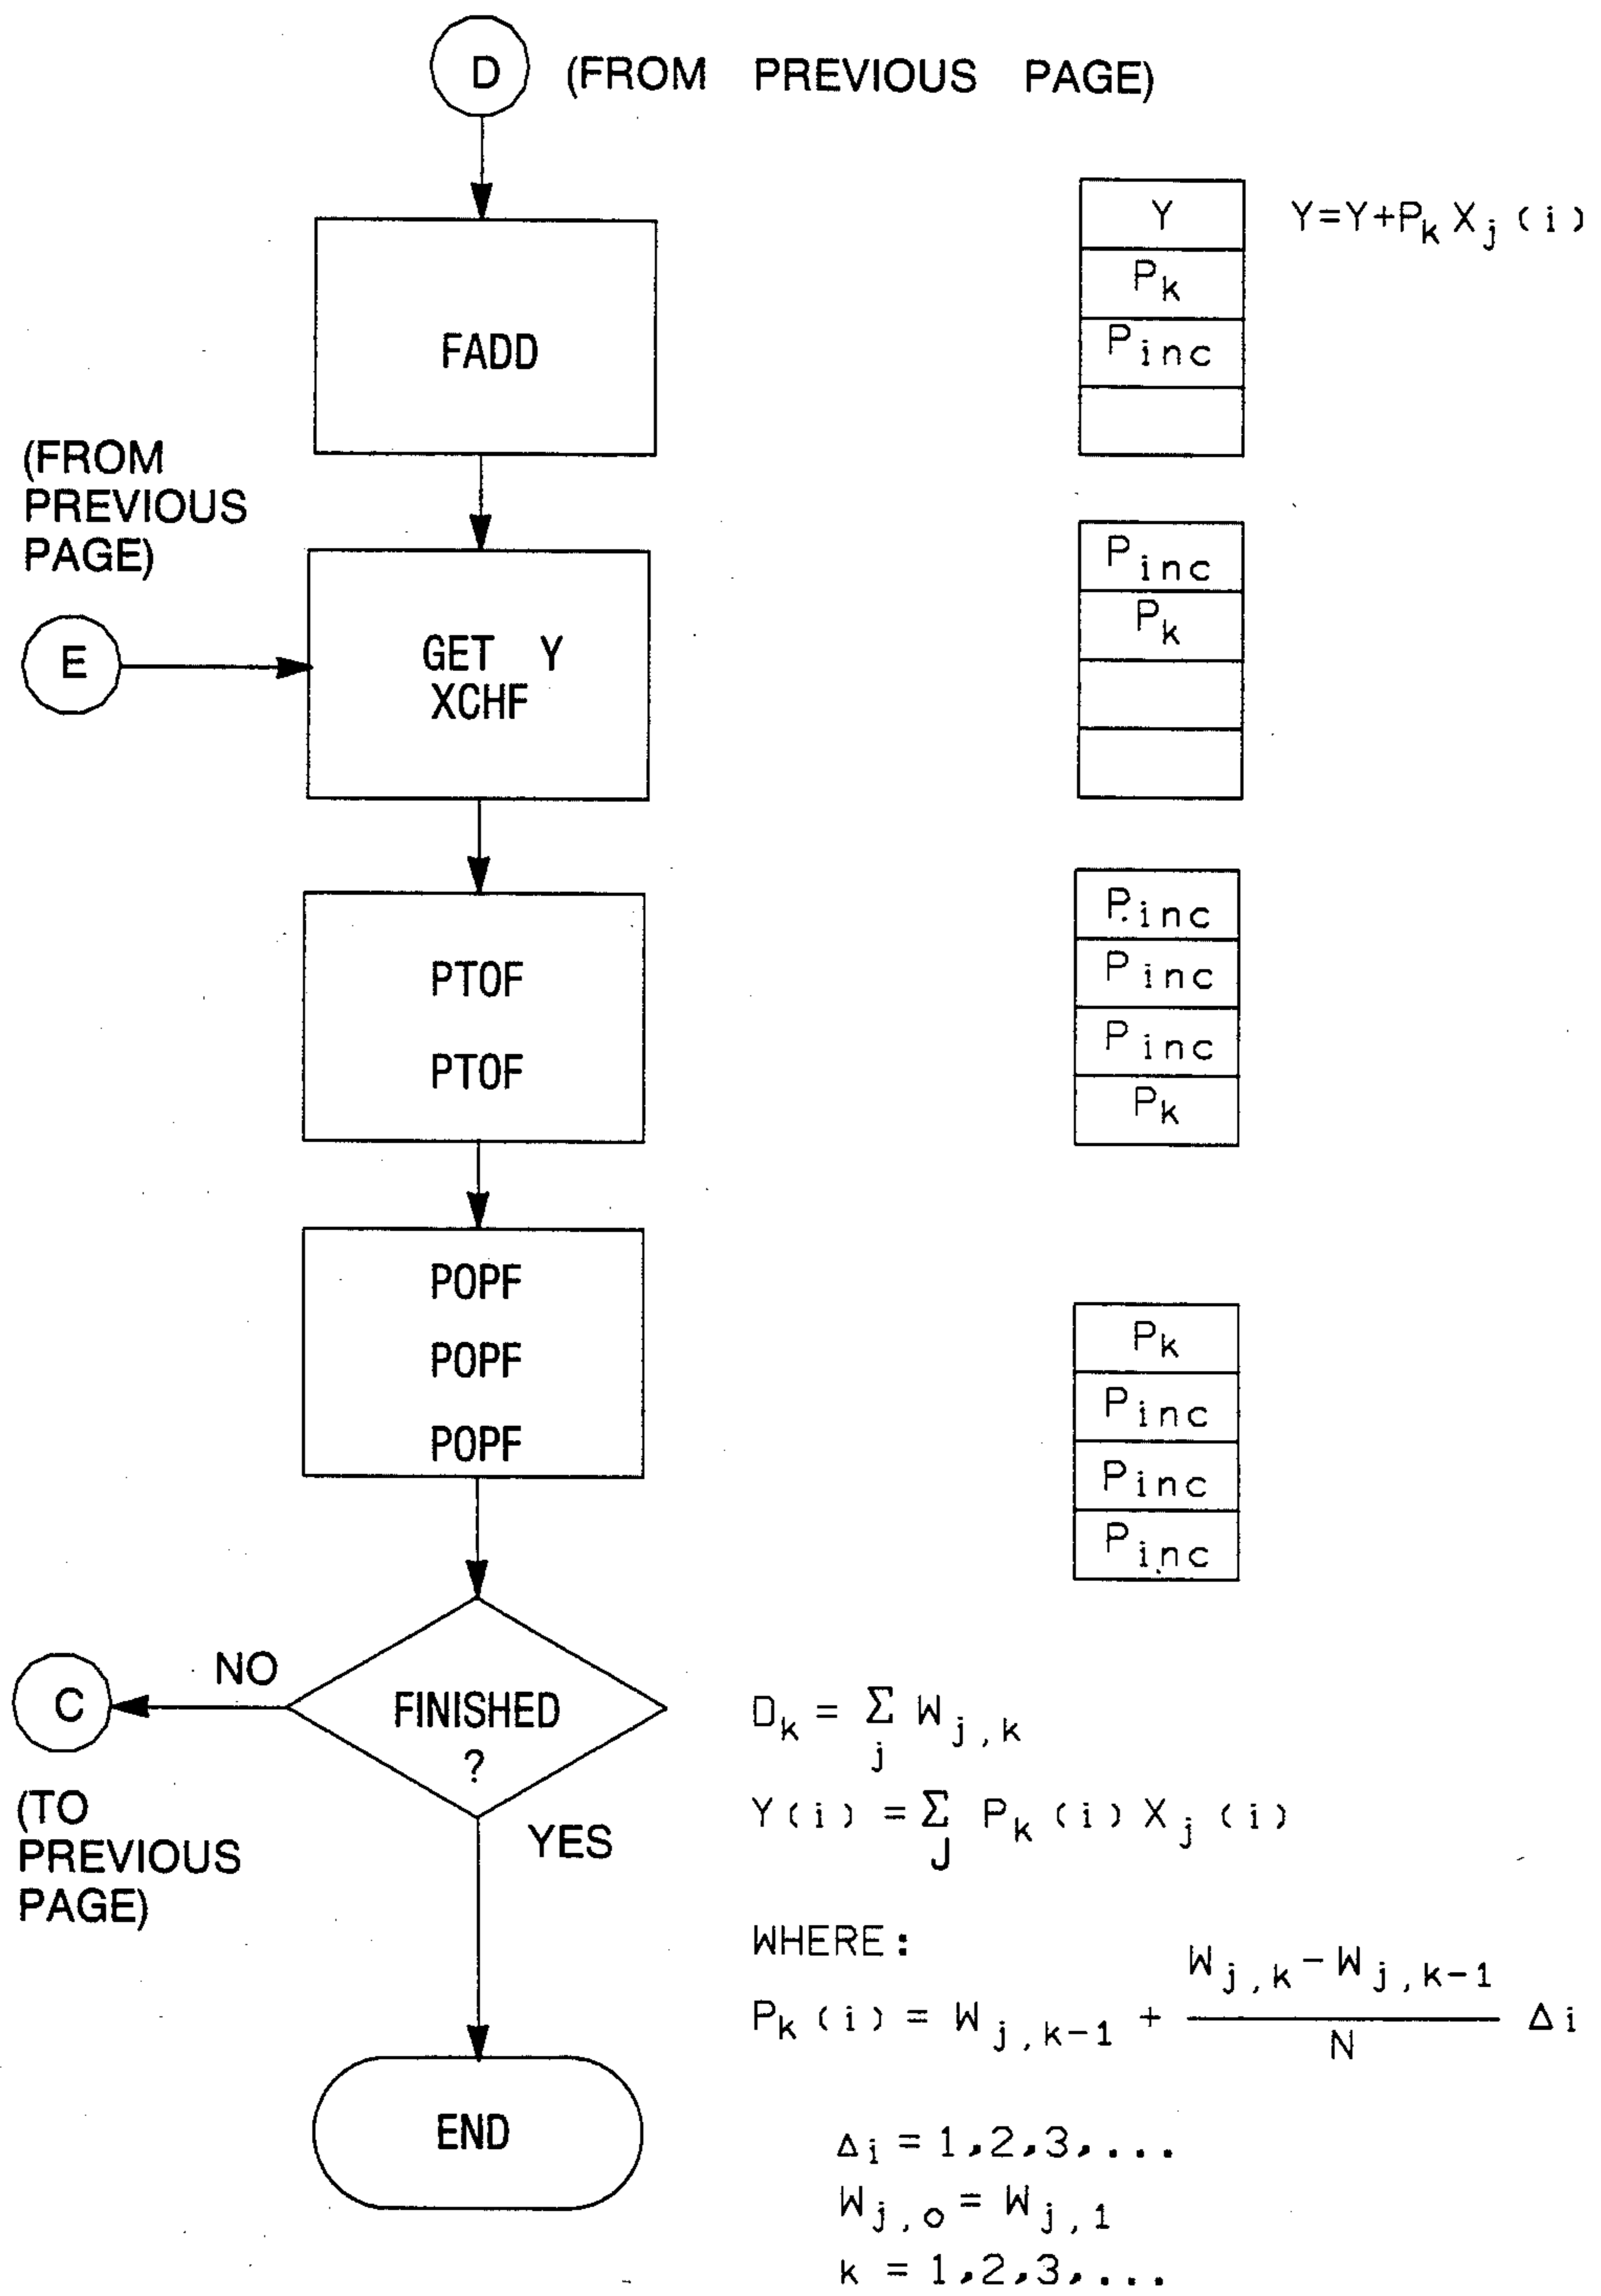 D (FROM PREVIOUS PAGE)
Y
Y=Y+P_k X_j (i)
P_k
P_inc
FADD
(FROM
PREVIOUS
PAGE)
E
GET Y
XCHF
P_inc
P_k
PTOF
PTOF
P_inc
P_inc
P_inc
P_k
POPF
POPF
POPF
P_k
P_inc
P_inc
P_inc
FINISHED
?
NO
C
(TO
PREVIOUS
PAGE)
YES
END
D_k = Σ_j W_j,k
Y(i) = Σ_J P_k (i) X_j (i)
WHERE:
P_k (i) = W_j,k-1 + (W_j,k - W_j,k-1)/N Δi
Δi = 1,2,3,...
W_j,o = W_j,1
k = 1,2,3,...